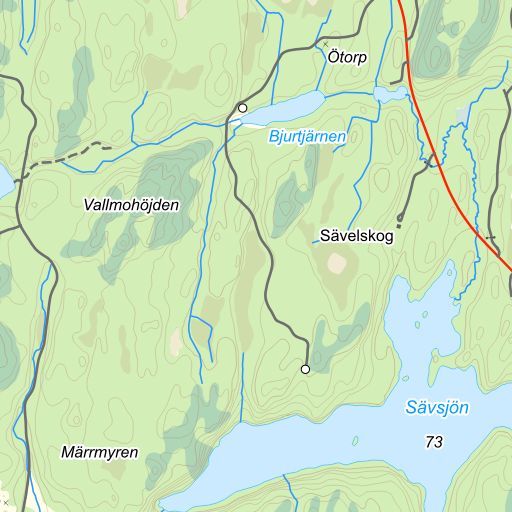 Ötorp
Bjurtjärnen
Vallmohöjden
Sävelskog
Sävsjön
73
Märrmyren